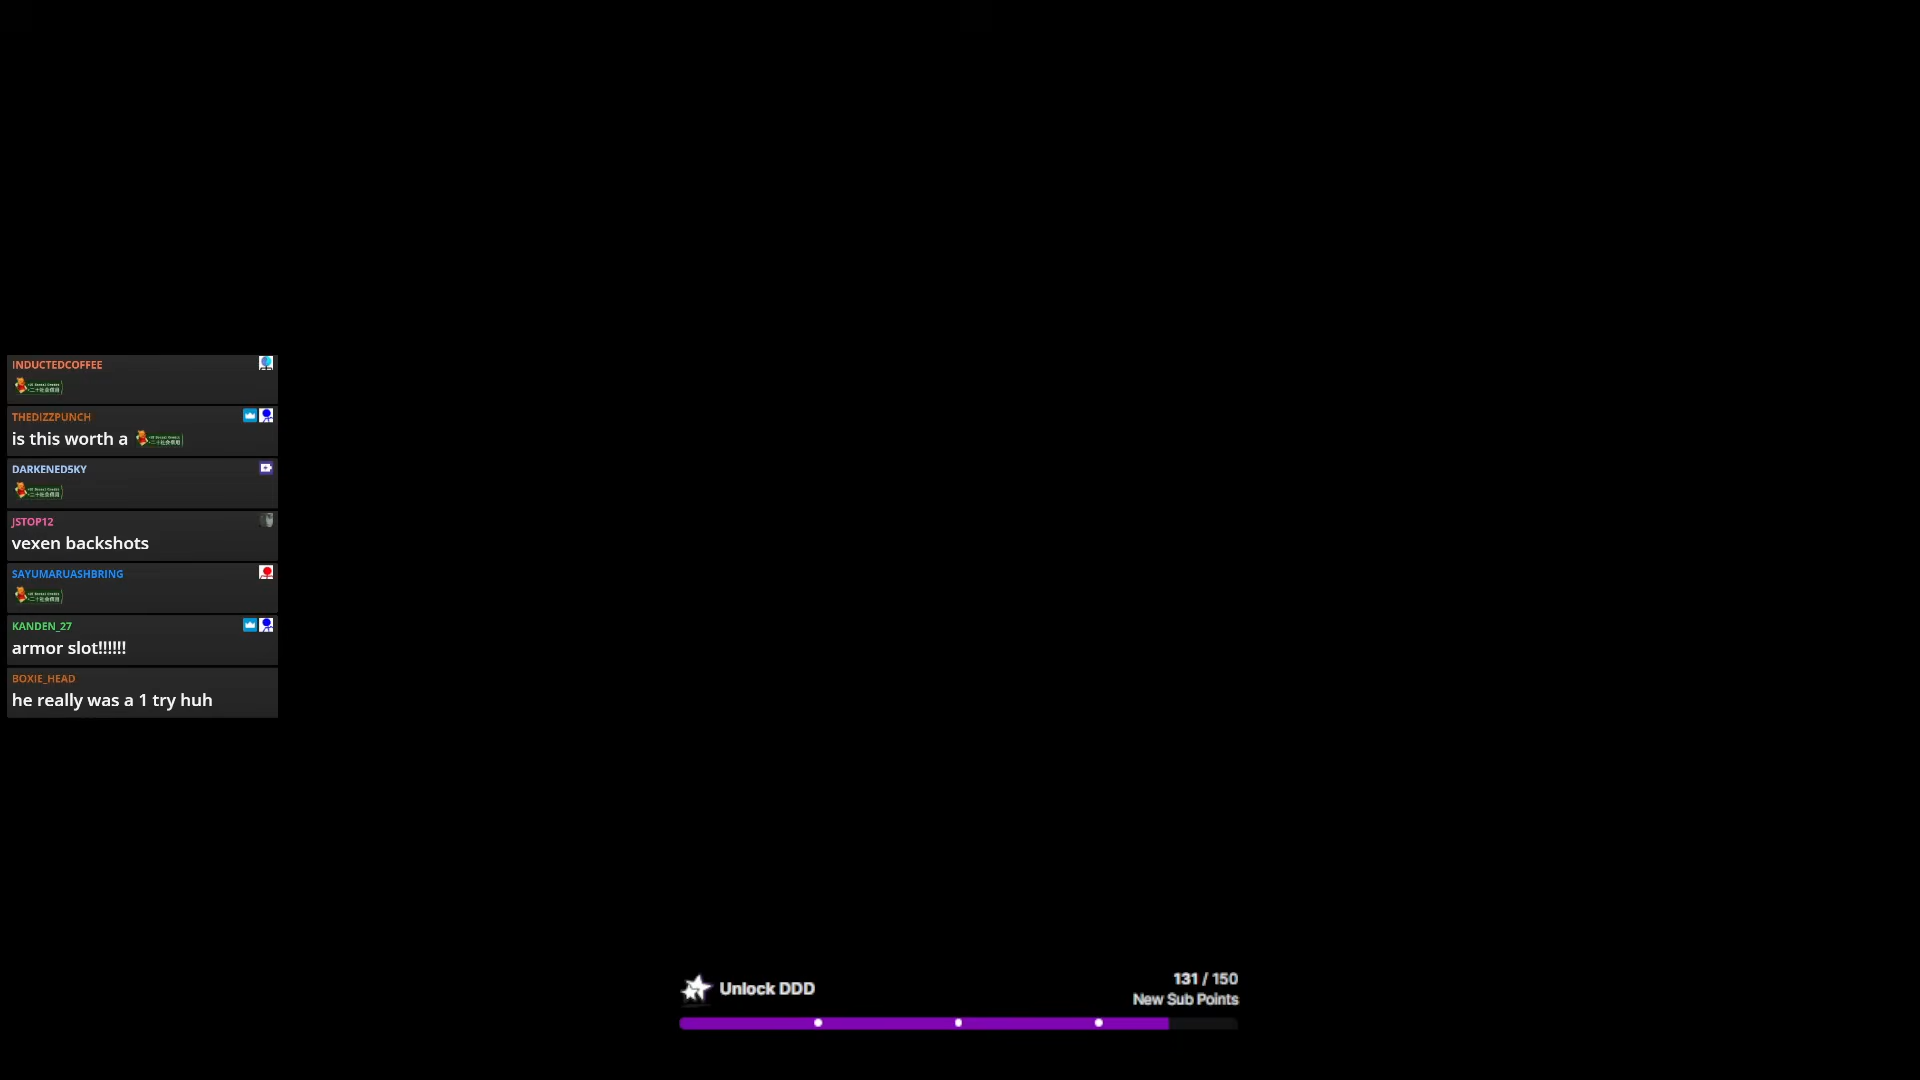 INDUCTEDCOFFEE
THEDIZZPUNCH
is this worth a
DARKENED5KY
JSTOP12
vexen backshots
SAYUMARUASHBRING
KANDEN_27
armor slot!!!!!!
BOXIE_HEAD
he really was a 1 try huh
Unlock DDD
131 / 150
New Sub Points